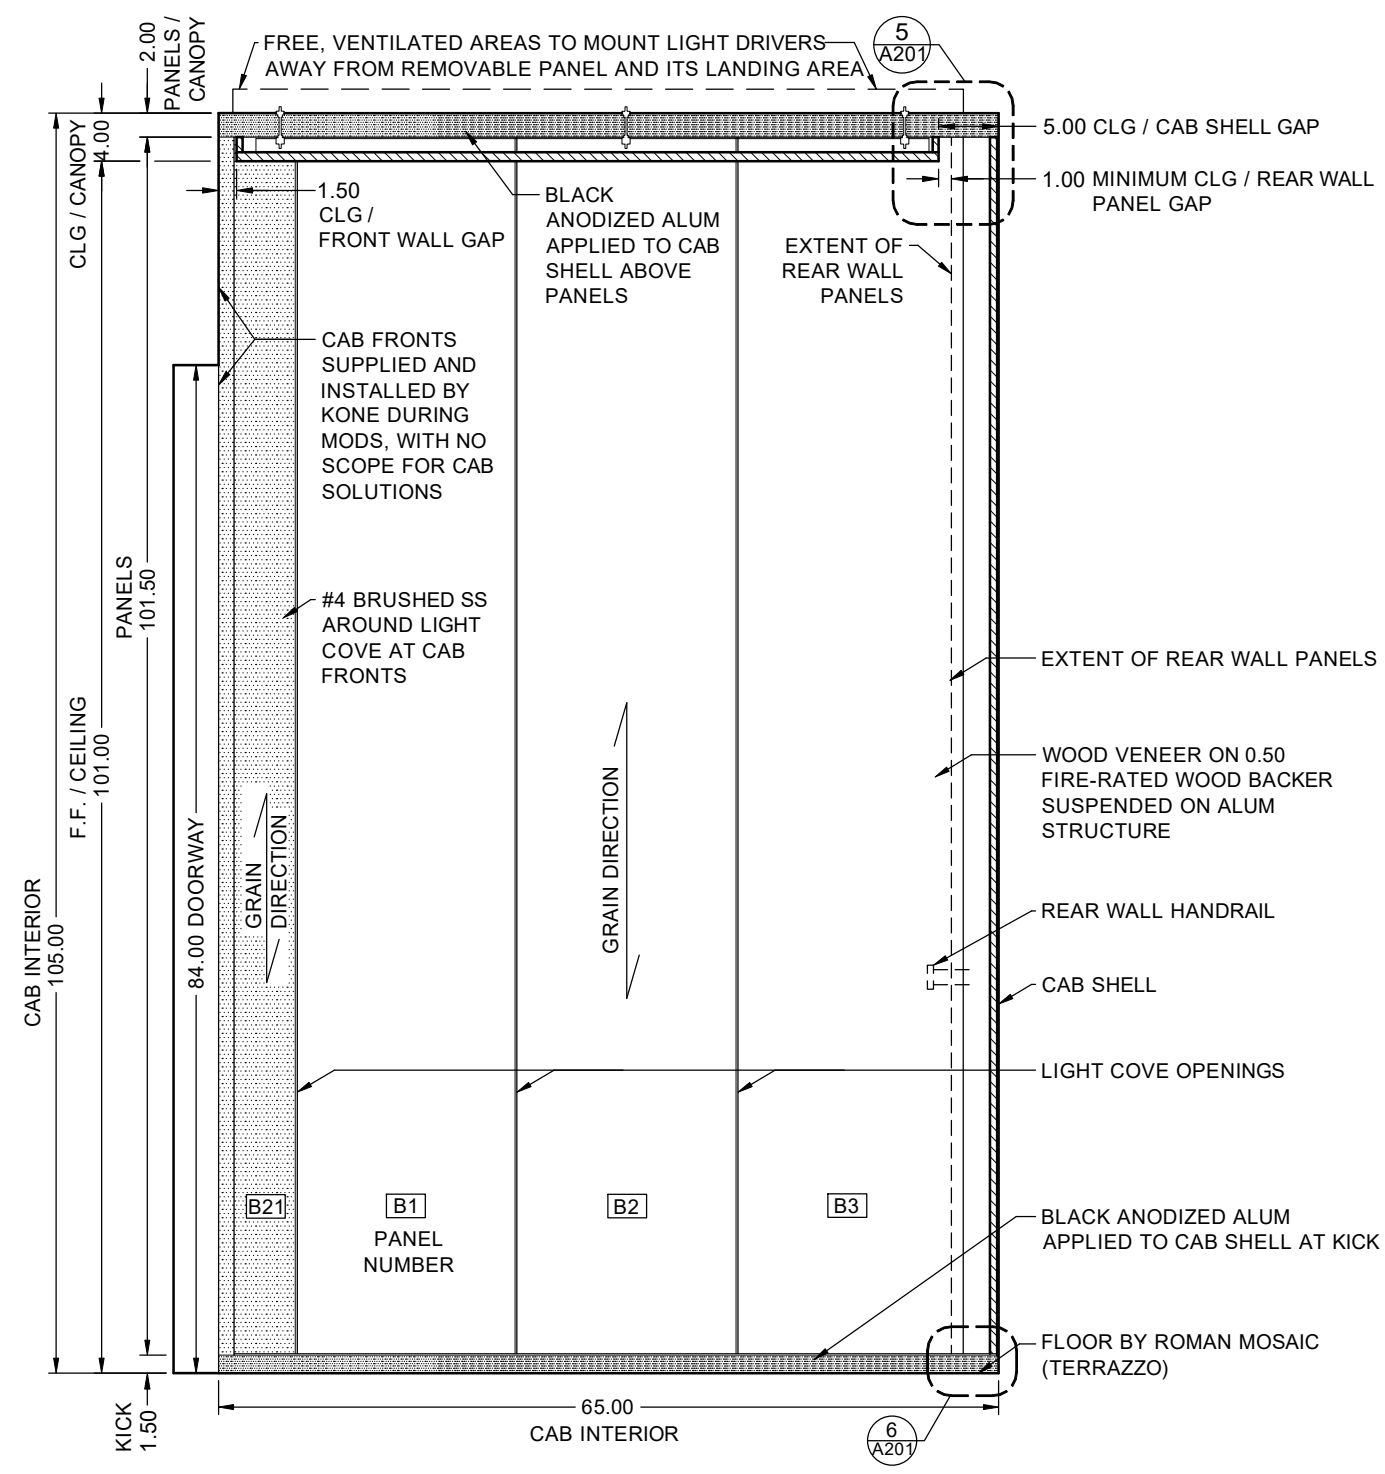 2.00
PANELS /
CANOPY
FREE, VENTILATED AREAS TO MOUNT LIGHT DRIVERS
AWAY FROM REMOVABLE PANEL AND ITS LANDING AREA
5
A201
CLG / CANOPY
4.00
5.00 CLG / CAB SHELL GAP
1.00 MINIMUM CLG / REAR WALL
PANEL GAP
1.50
CLG /
FRONT WALL GAP
BLACK
ANODIZED ALUM
APPLIED TO CAB
SHELL ABOVE
PANELS
EXTENT OF
REAR WALL
PANELS
CAB FRONTS
SUPPLIED AND
INSTALLED BY
KONE DURING
MODS, WITH NO
SCOPE FOR CAB
SOLUTIONS
PANELS
101.50
#4 BRUSHED SS
AROUND LIGHT
COVE AT CAB
FRONTS
EXTENT OF REAR WALL PANELS
F.F. / CEILING
101.00
WOOD VENEER ON 0.50
FIRE-RATED WOOD BACKER
SUSPENDED ON ALUM
STRUCTURE
84.00 DOORWAY
GRAIN
DIRECTION
GRAIN DIRECTION
CAB INTERIOR
105.00
REAR WALL HANDRAIL
CAB SHELL
LIGHT COVE OPENINGS
B21
B1
B2
B3
PANEL
NUMBER
BLACK ANODIZED ALUM
APPLIED TO CAB SHELL AT KICK
FLOOR BY ROMAN MOSAIC
(TERRAZZO)
KICK
1.50
65.00
CAB INTERIOR
6
A201